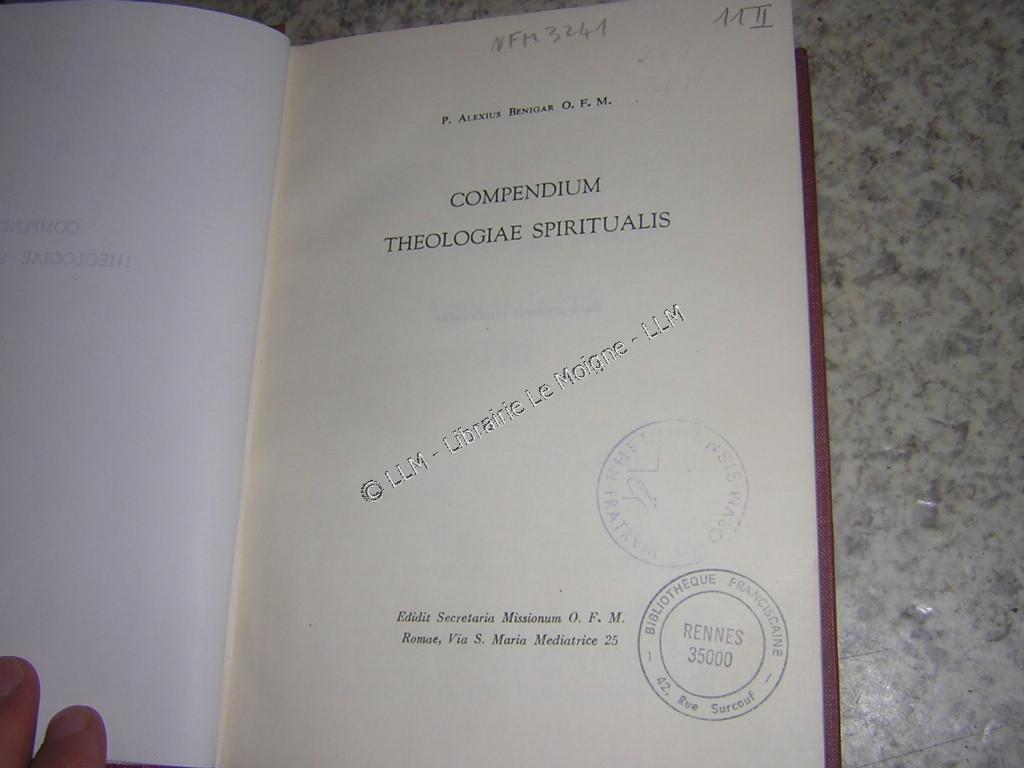 NFM 3241
11 II
P. ALEXIUS BENIGAR O. F. M.
COMPENDIUM
THEOLOGIAE SPIRITUALIS
© LLM - Librairie Le Moigne - LLM
FRATRUM
Edidit Secretaria Missionum O. F. M.
Romae, Via S. Maria Mediatrice 25
BIBLIOTHÈQUE FRANCISCAINE
RENNES
35000
— 42, Rue Surcouf —